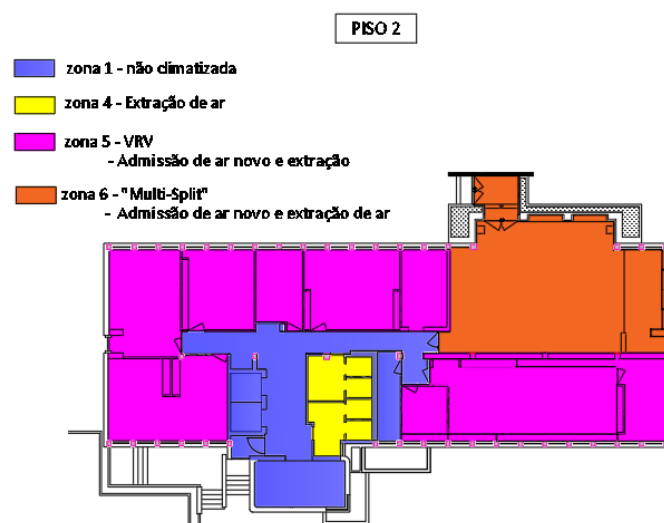 PISO 2
zona 1 - não climatizada
zona 4 - Extração de ar
zona 5 - VRV
- Admissão de ar novo e extração
zona 6 - "Multi-Split"
- Admissão de ar novo e extração de ar